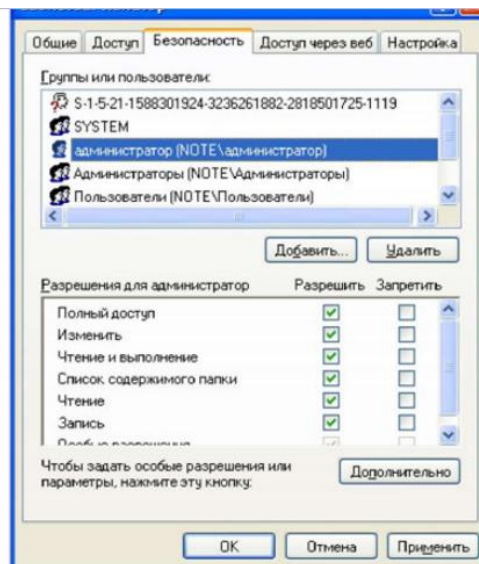 Общие Доступ Безопасность Доступ через веб Настройка
Группы или пользователи:
S-1-5-21-1588301924-3236261882-2818501725-1119
SYSTEM
администратор (NOTE\администратор)
Администраторы (NOTE\Администраторы)
Пользователи (NOTE\Пользователи)
Добавить... Удалить
Разрешения для администратор Разрешить Запретить
Полный доступ
Изменить
Чтение и выполнение
Список содержимого папки
Чтение
Запись
Особые разрешения
Чтобы задать особые разрешения или
параметры, нажмите эту кнопку:
Дополнительно
OK Отмена Применить